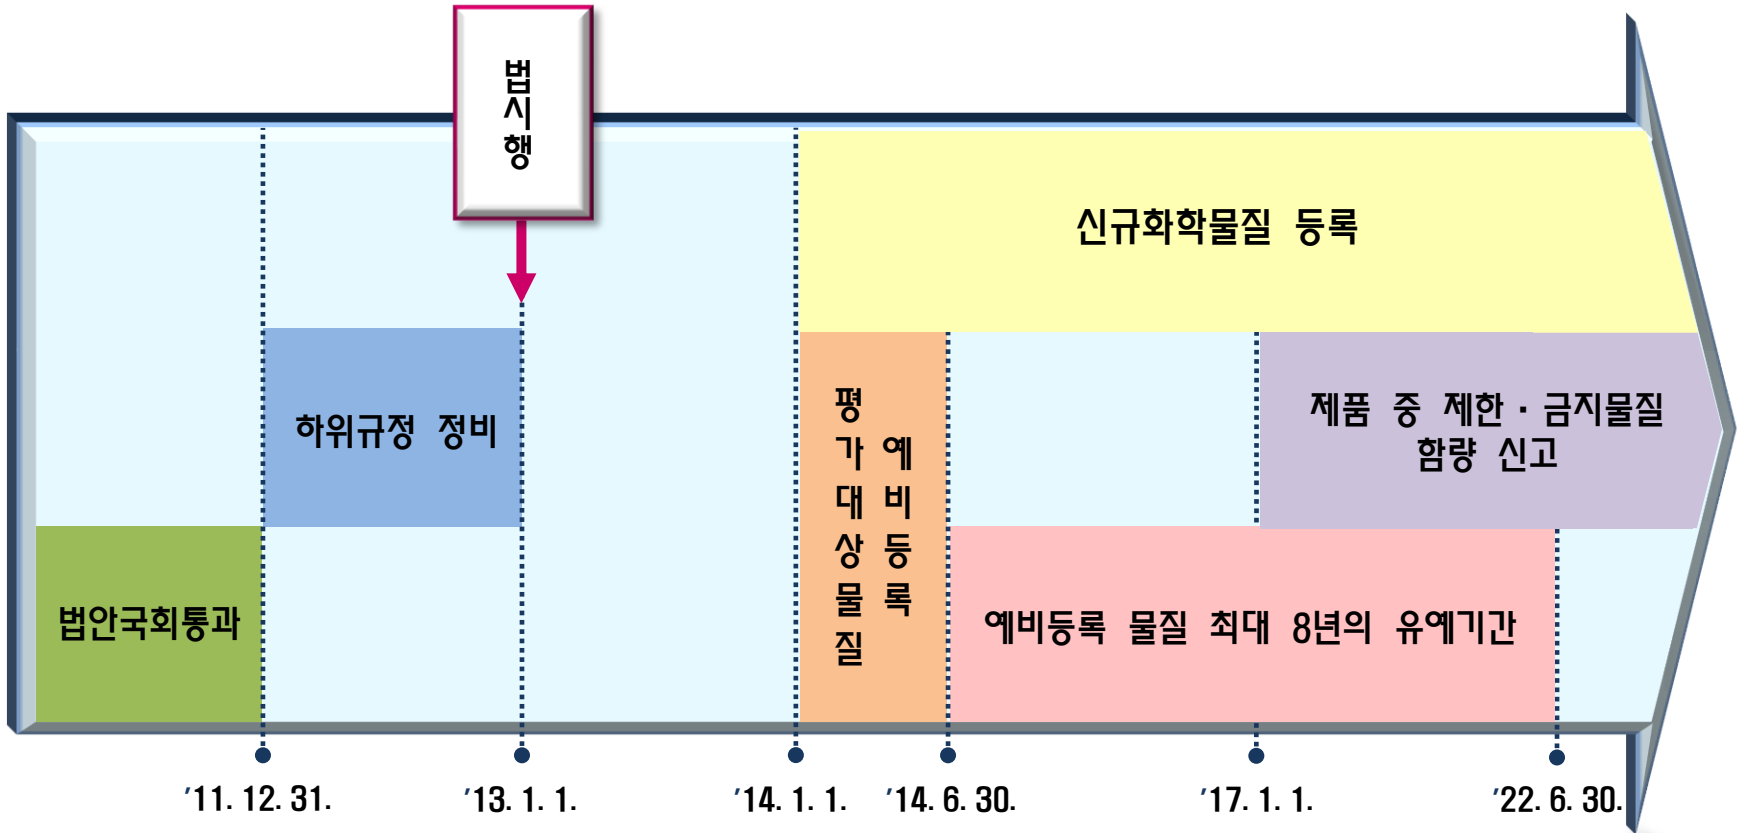 법시행
신규화학물질 등록
하위규정 정비
평가대상물질
예비등록
제품 중 제한·금지물질
함량 신고
법안국회통과
예비등록 물질 최대 8년의 유예기간
'11. 12. 31.
'13. 1. 1.
'14. 1. 1.
'14. 6. 30.
'17. 1. 1.
'22. 6. 30.